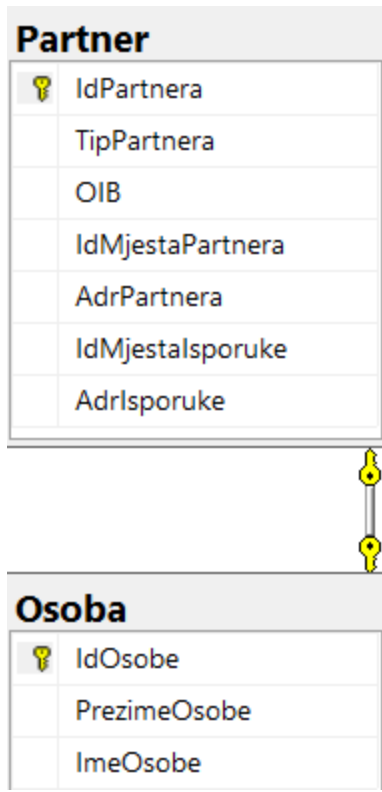 Partner
IdPartnera
TipPartnera
OIB
IdMjestaPartnera
AdrPartnera
IdMjestaIsporuke
AdrIsporuke
Osoba
IdOsobe
PrezimeOsobe
ImeOsobe